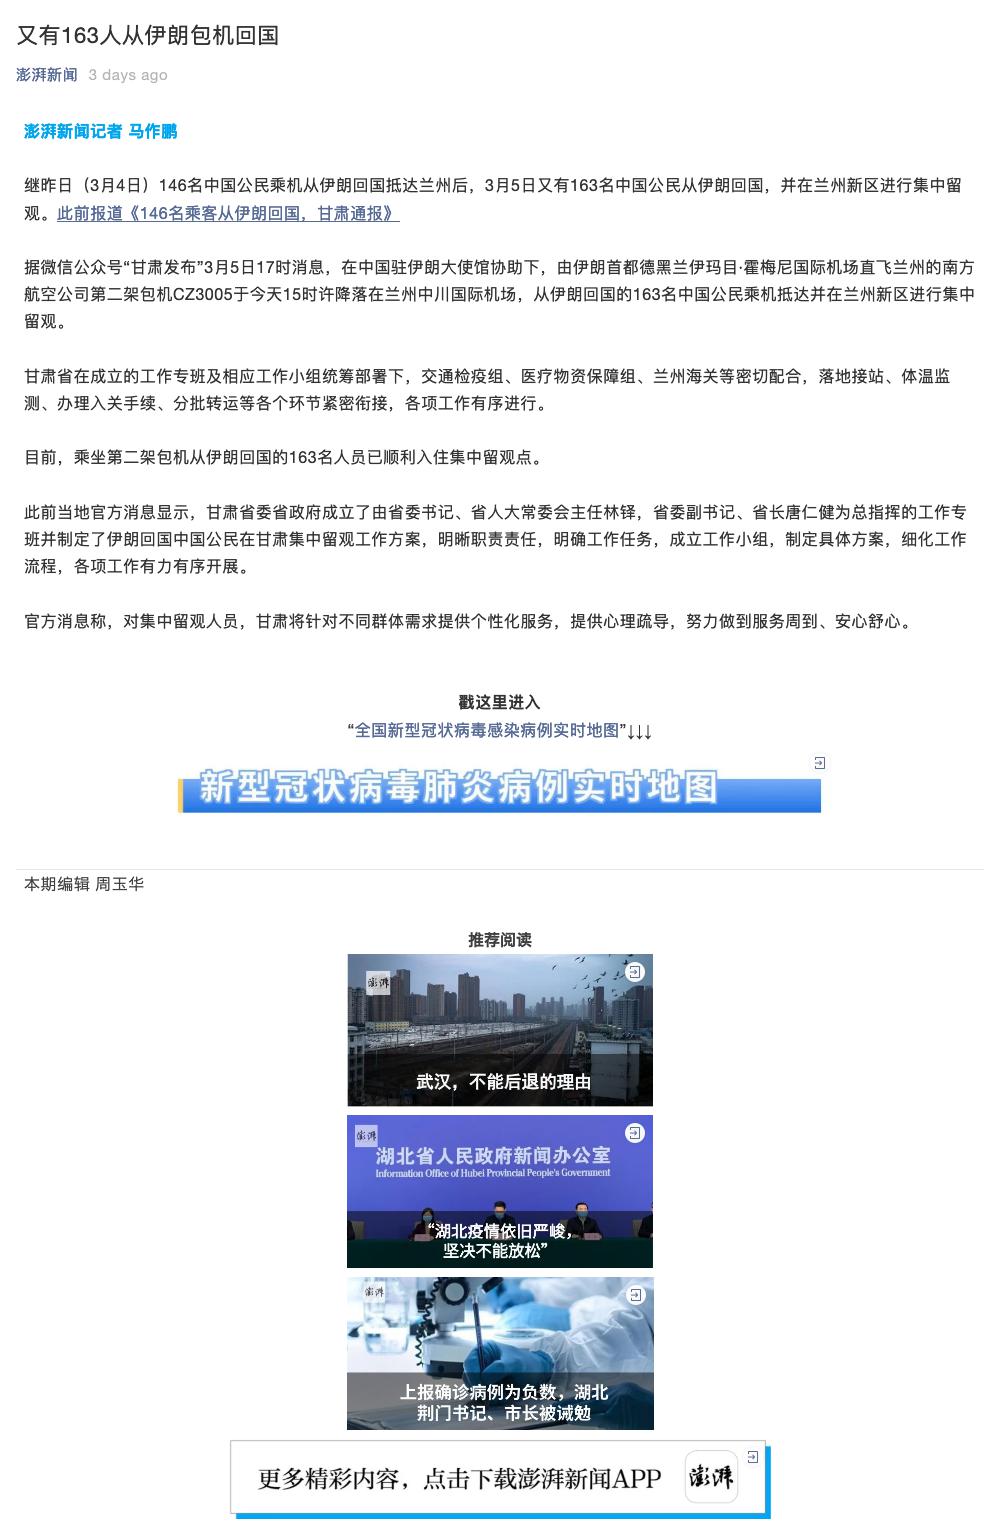 又有163人从伊朗包机回国
澎湃新闻 3 days ago
澎湃新闻记者 马作鹏
继昨日（3月4日）146名中国公民乘机从伊朗回国抵达兰州后，3月5日又有163名中国公民从伊朗回国，并在兰州新区进行集中留
观。此前报道《146名乘客从伊朗回国，甘肃通报》
据微信公众号“甘肃发布”3月5日17时消息，在中国驻伊朗大使馆协助下，由伊朗首都德黑兰伊玛目·霍梅尼国际机场直飞兰州的南方
航空公司第二架包机CZ3005于今天15时许降落在兰州中川国际机场，从伊朗回国的163名中国公民乘机抵达并在兰州新区进行集中
留观。
甘肃省在成立的工作专班及相应工作小组统筹部署下，交通检疫组、医疗物资保障组、兰州海关等密切配合，落地接站、体温监
测、办理入关手续、分批转运等各个环节紧密衔接，各项工作有序进行。
目前，乘坐第二架包机从伊朗回国的163名人员已顺利入住集中留观点。
此前当地官方消息显示，甘肃省委省政府成立了由省委书记、省人大常委会主任林铎，省委副书记、省长唐仁健为总指挥的工作专
班并制定了伊朗回国中国公民在甘肃集中留观工作方案，明晰职责责任，明确工作任务，成立工作小组，制定具体方案，细化工作
流程，各项工作有力有序开展。
官方消息称，对集中留观人员，甘肃将针对不同群体需求提供个性化服务，提供心理疏导，努力做到服务周到、安心舒心。
戳这里进入
“全国新型冠状病毒感染病例实时地图”↓↓↓
新型冠状病毒肺炎病例实时地图
本期编辑 周玉华
推荐阅读
澎湃
武汉，不能后退的理由
澎湃
湖北省人民政府新闻办公室
Information Office of Hubei Provincial People's Government
“湖北疫情依旧严峻，
坚决不能放松”
澎湃
上报确诊病例为负数，湖北
荆门书记、市长被诫勉
更多精彩内容，点击下载澎湃新闻APP
澎湃